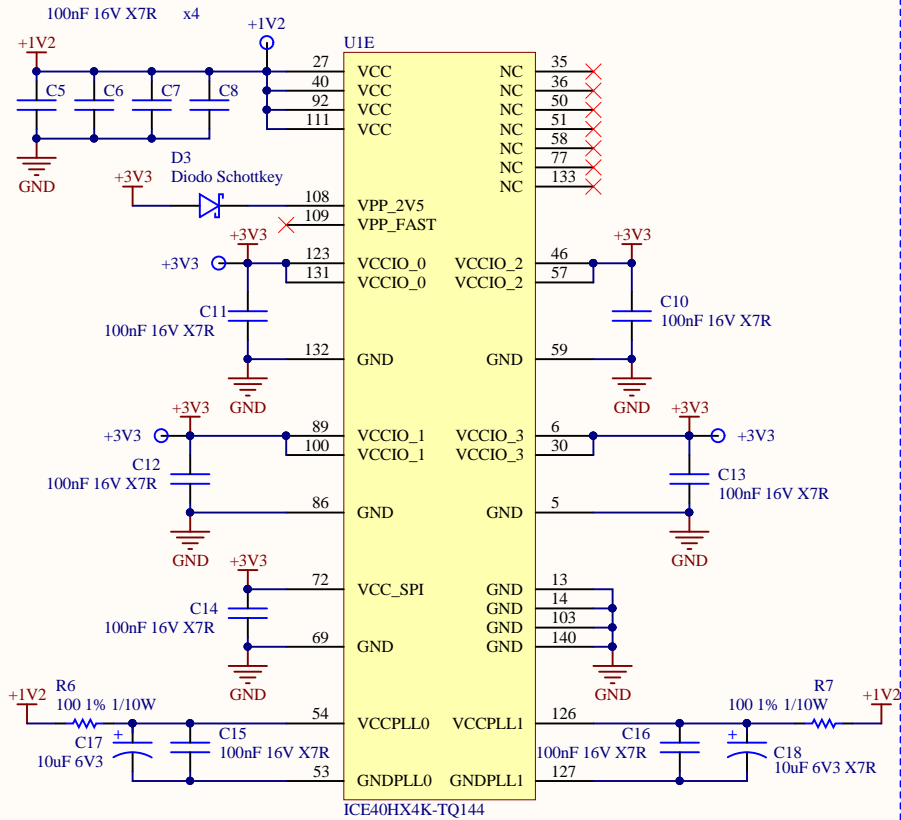 100nF 16V X7R x4
+1V2
+1V2
U1E
C5 C6 C7 C8
27 VCC NC 35
40 VCC NC 36
92 VCC NC 50
111 VCC NC 51
NC 58
NC 77
NC 133
GND
D3
Diodo Schottkey
+3V3
108 VPP_2V5
109 VPP_FAST
+3V3
+3V3
+3V3
123 VCCIO_0 VCCIO_2 46
131 VCCIO_0 VCCIO_2 57
C11
100nF 16V X7R
C10
100nF 16V X7R
132 GND GND 59
GND
GND
+3V3
+3V3
+3V3
+3V3
89 VCCIO_1 VCCIO_3 6
100 VCCIO_1 VCCIO_3 30
C12
100nF 16V X7R
C13
100nF 16V X7R
86 GND GND 5
GND
GND
+3V3
72 VCC_SPI GND 13
GND 14
GND 103
C14
100nF 16V X7R
69 GND GND 140
GND
GND
R6
100 1% 1/10W
+1V2
R7
100 1% 1/10W
+1V2
54 VCCPLL0 VCCPLL1 126
C17
10uF 6V3
+
C15
100nF 16V X7R
C16
100nF 16V X7R
+
C18
10uF 6V3 X7R
53 GNDPLL0 GNDPLL1 127
ICE40HX4K-TQ144